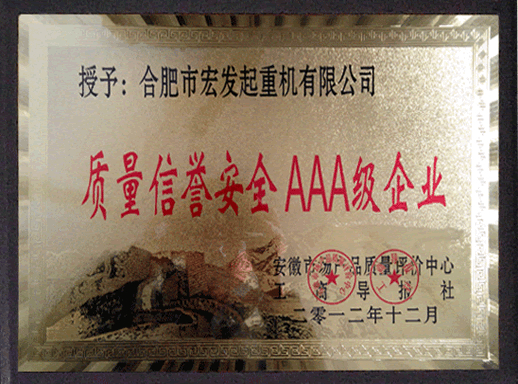 授予：合肥市宏发起重机有限公司
质量信誉安全AAA级企业
安徽市场产品质量评价中心
工商导报社
二零一二年十二月